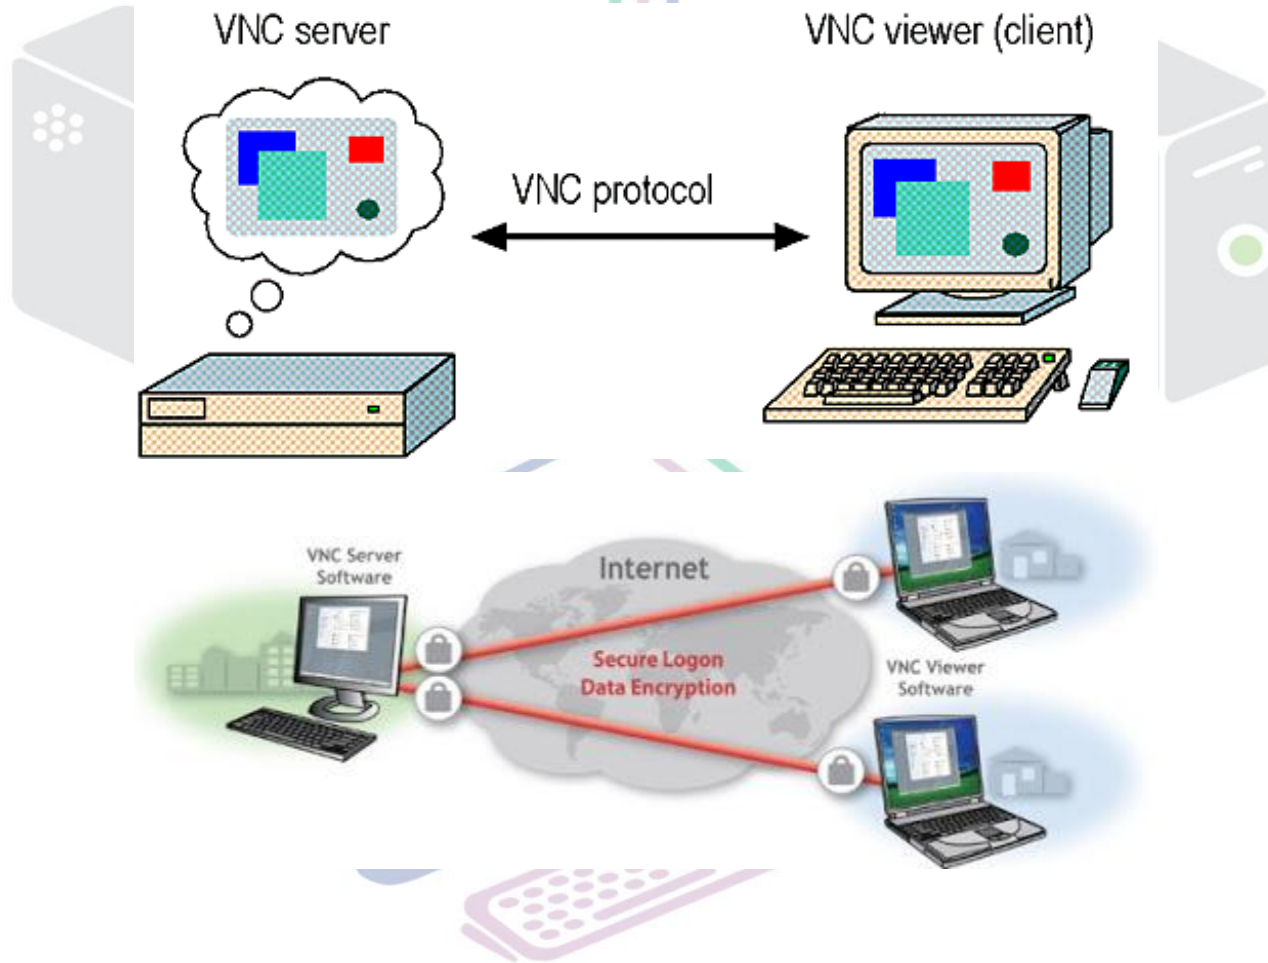 VNC server
VNC viewer (client)
VNC protocol
VNC Server
Software
Internet
Secure Logon
Data Encryption
VNC Viewer
Software